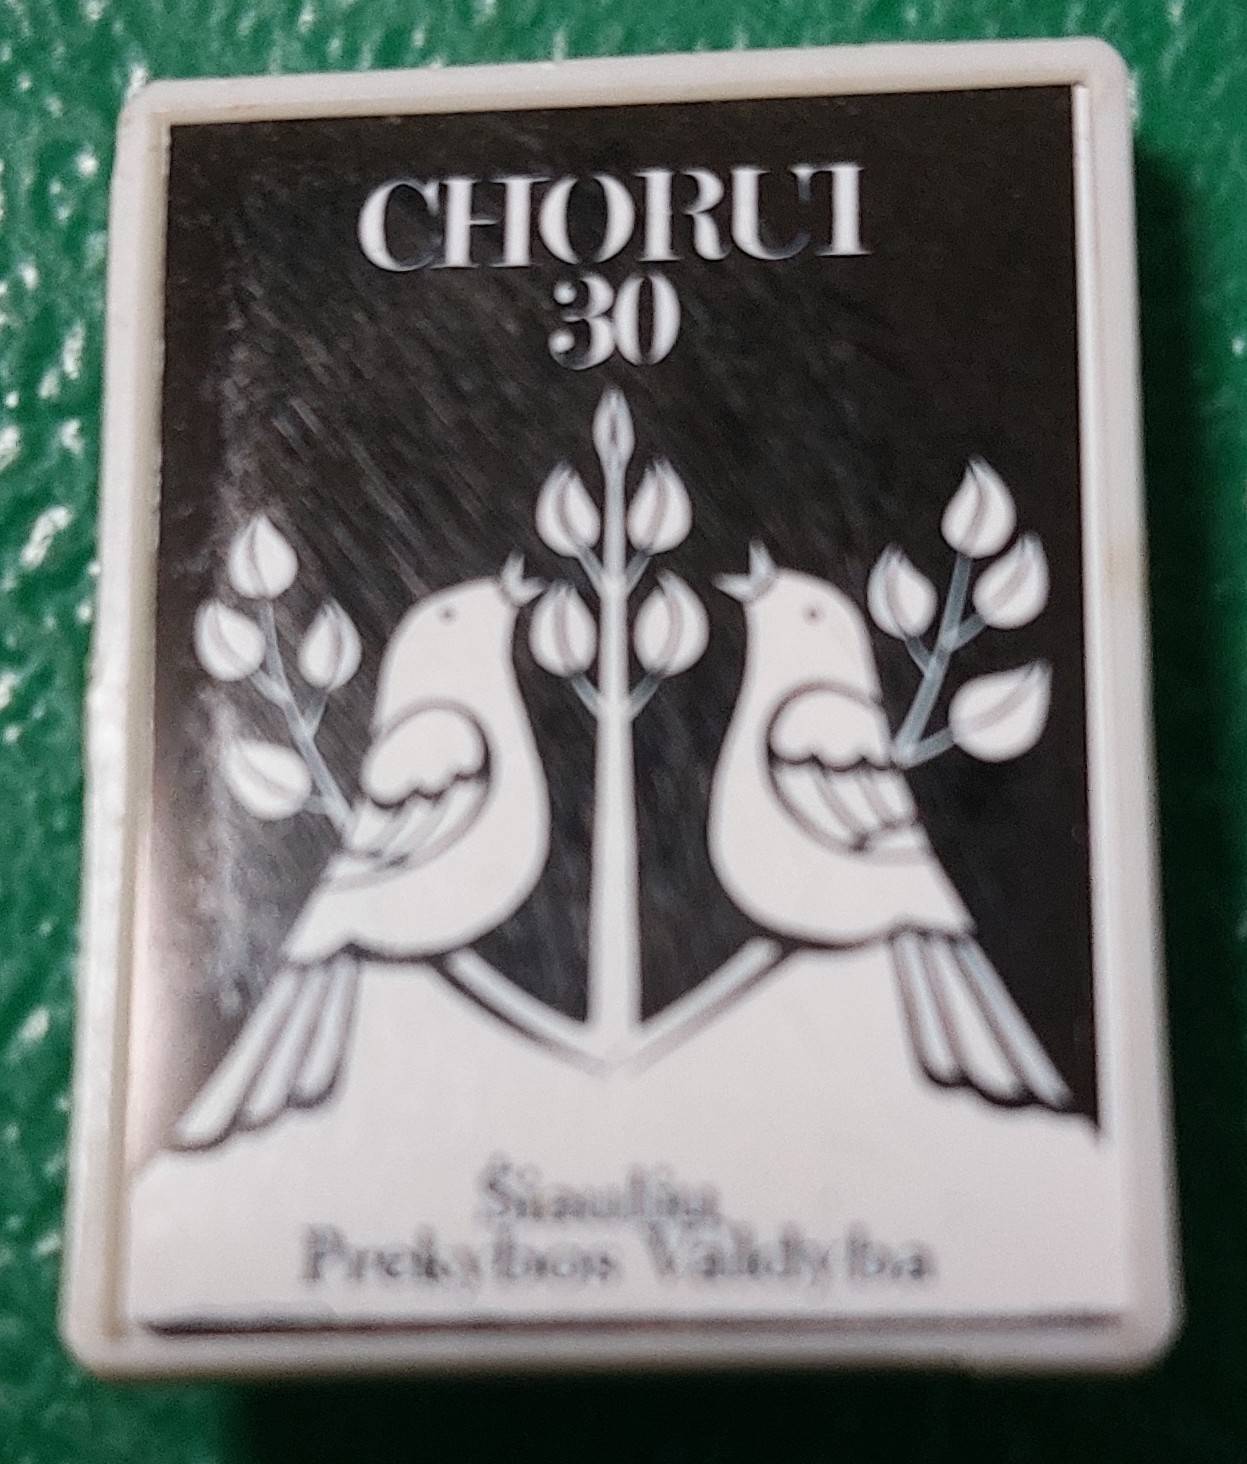 CHORUI
30
Šiaulių
Prekybos Valdyba